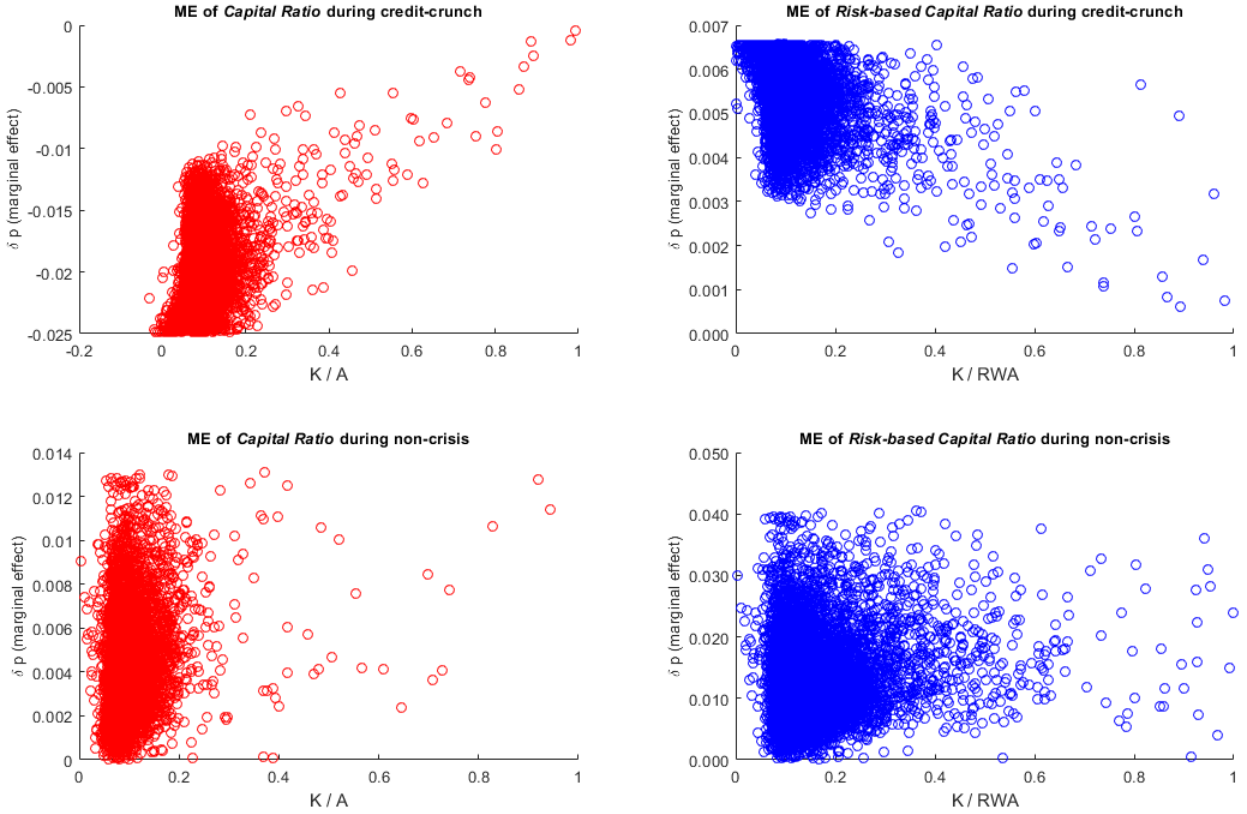 ME of Capital Ratio during credit-crunch
0
-0.005
-0.01
-0.015
-0.02
-0.025
δ p (marginal effect)
-0.2 0 0.2 0.4 0.6 0.8 1
K / A
ME of Risk-based Capital Ratio during credit-crunch
0.007
0.006
0.005
0.004
0.003
0.002
0.001
0.000
δ p (marginal effect)
0 0.2 0.4 0.6 0.8 1
K / RWA
ME of Capital Ratio during non-crisis
0.014
0.012
0.01
0.008
0.006
0.004
0.002
0
δ p (marginal effect)
0 0.2 0.4 0.6 0.8 1
K / A
ME of Risk-based Capital Ratio during non-crisis
0.050
0.040
0.030
0.020
0.010
0.000
δ p (marginal effect)
0 0.2 0.4 0.6 0.8 1
K / RWA